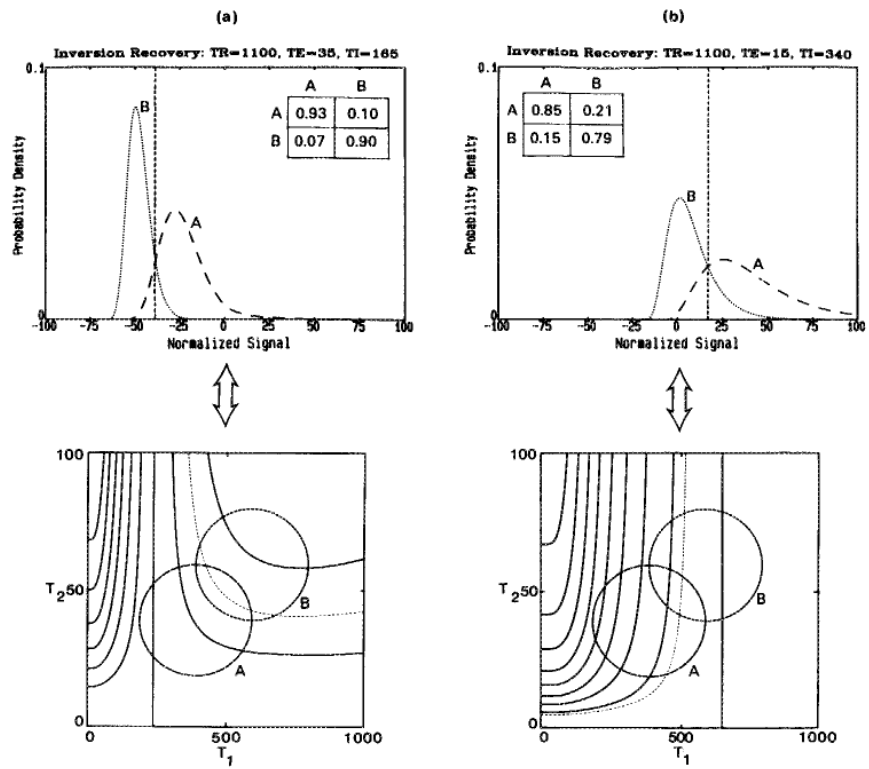 (a)
Inversion Recovery: TR=1100, TE=35, TI=165
0.1
A B
A 0.93 0.10
B 0.07 0.90
B
A
Probability Density
0
-100 -75 -50 -25 0 25 50 75 100
Normalized Signal
100
T2 50
0
B
A
0 500 1000
T1
(b)
Inversion Recovery: TR=1100, TE=15, TI=340
0.1
A B
A 0.85 0.21
B 0.15 0.79
B
A
Probability Density
0
-100 -75 -50 -25 0 25 50 75 100
Normalized Signal
100
T2 50
0
B
A
0 500 1000
T1